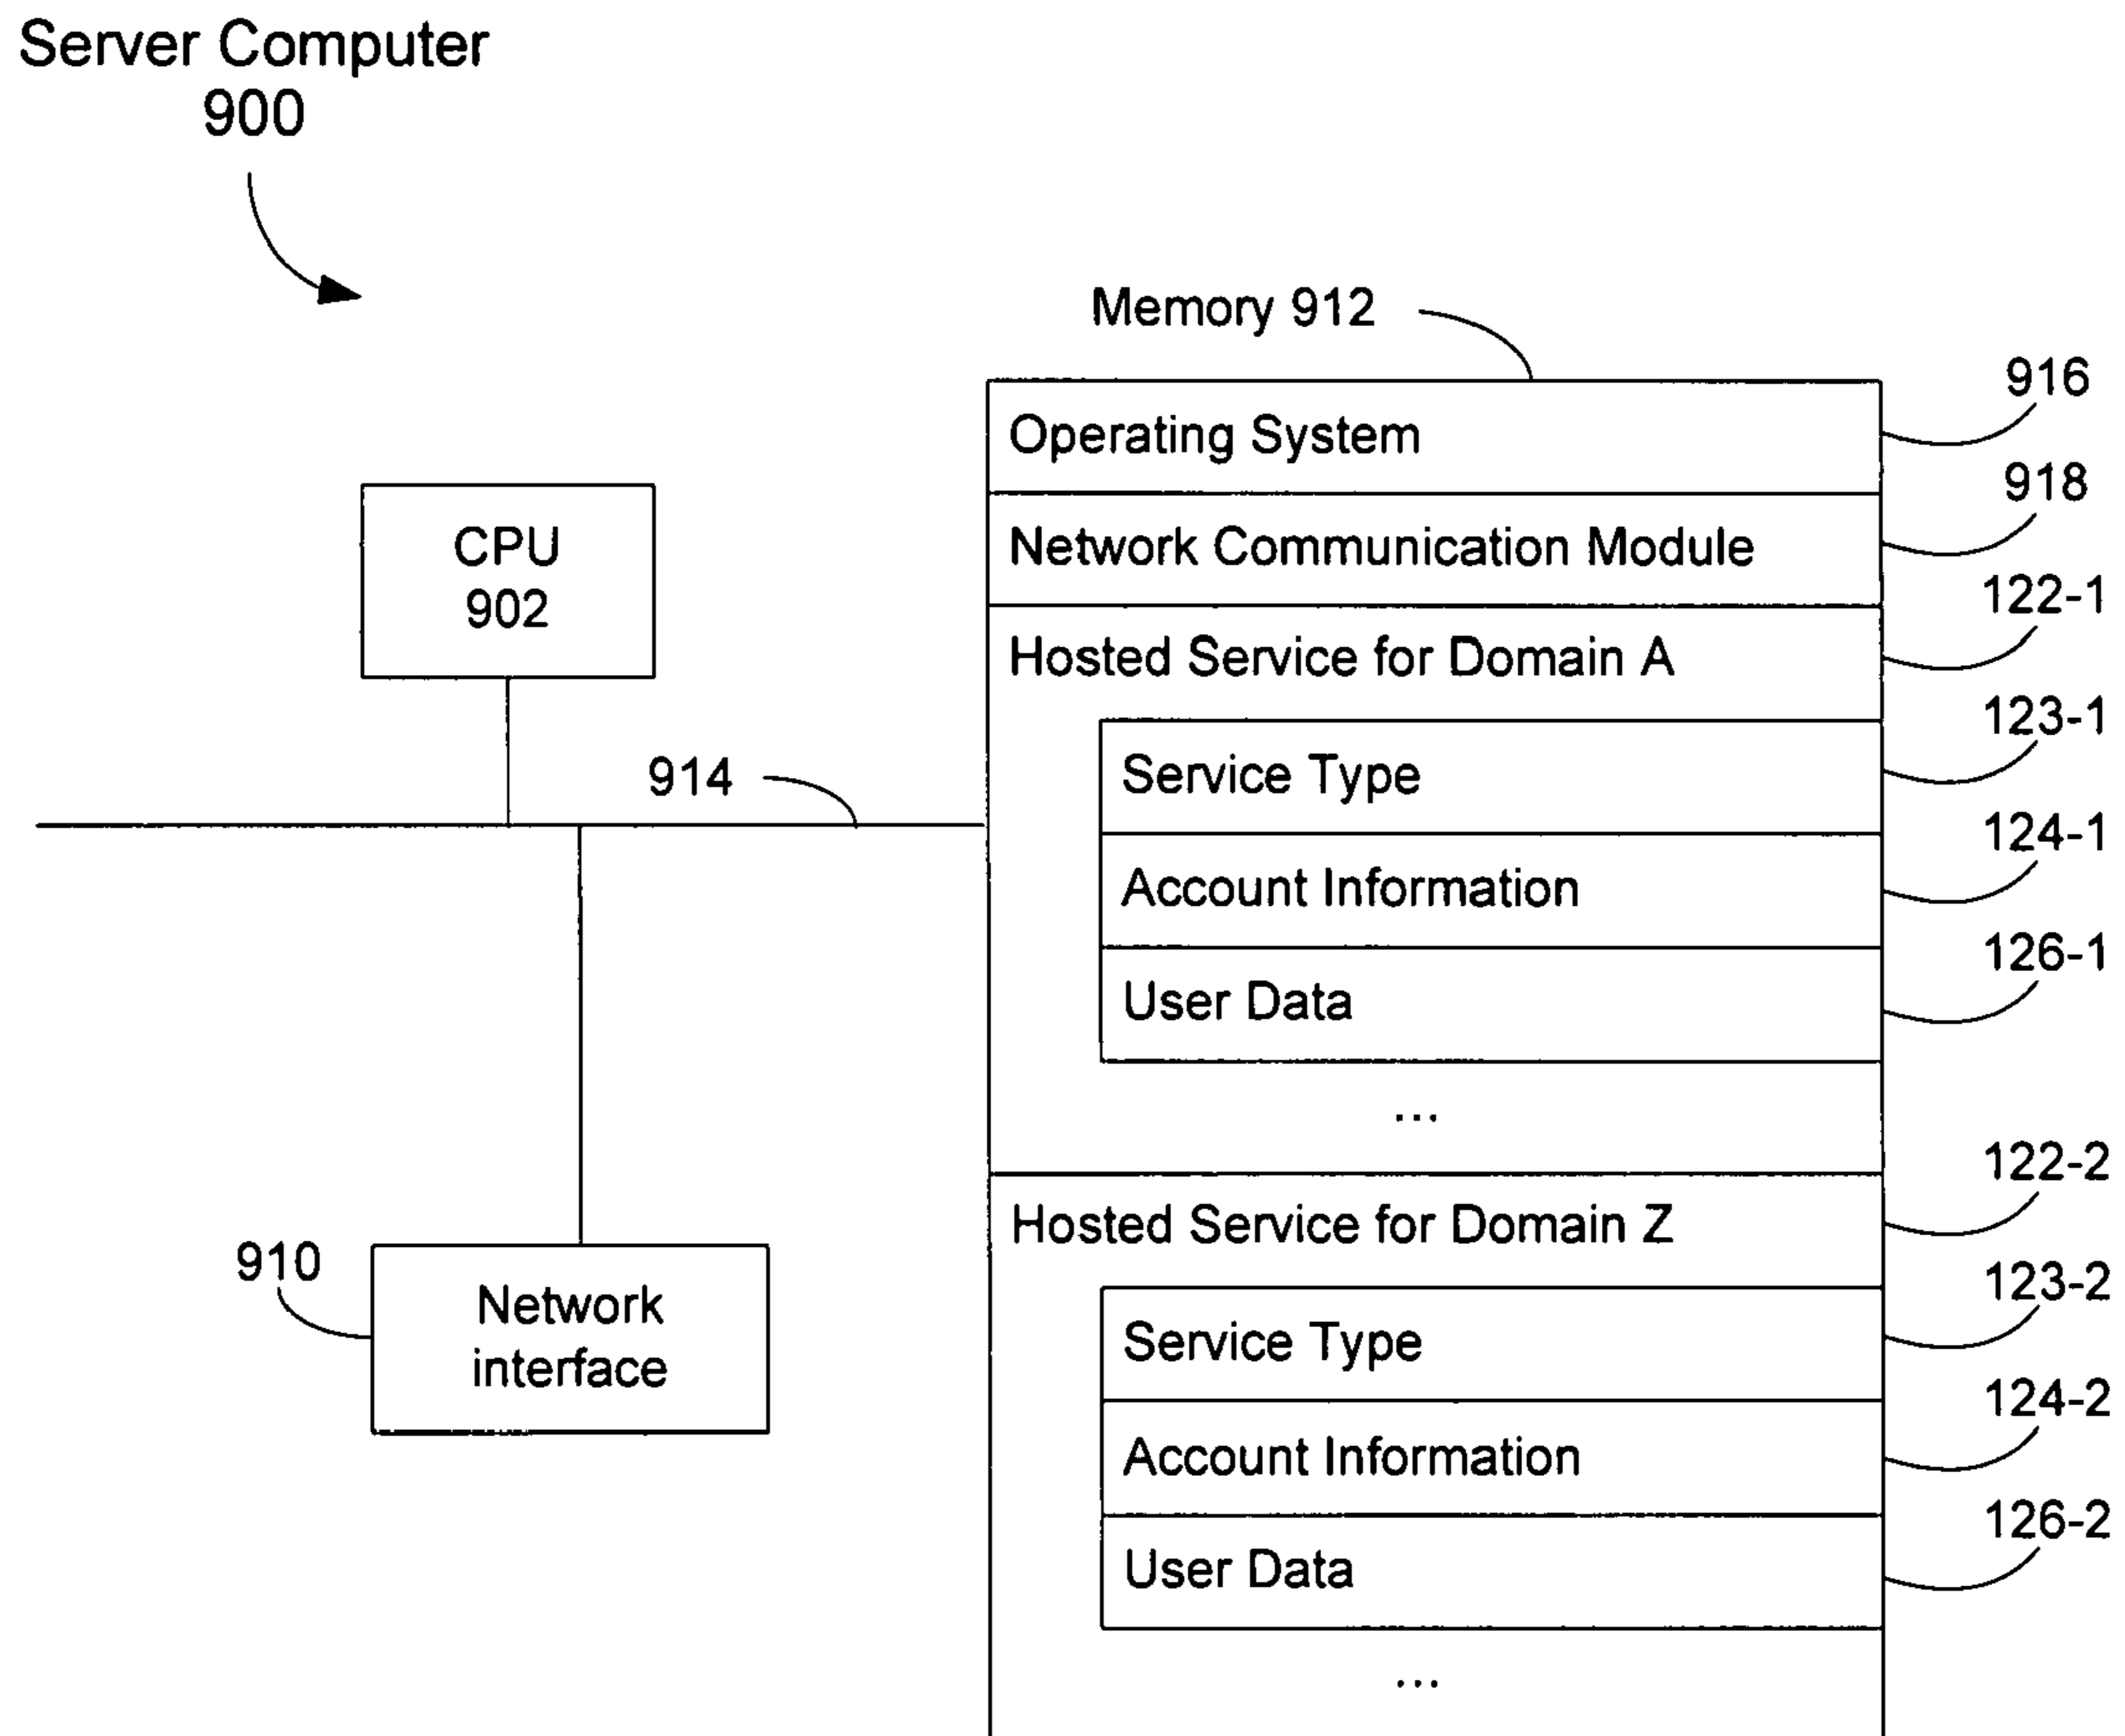 Server Computer
900
Memory 912
916
Operating System
918
Network Communication Module
CPU
902
122-1
Hosted Service for Domain A
123-1
Service Type
914
124-1
Account Information
126-1
User Data
...
122-2
Hosted Service for Domain Z
910
Network
interface
123-2
Service Type
124-2
Account Information
126-2
User Data
...